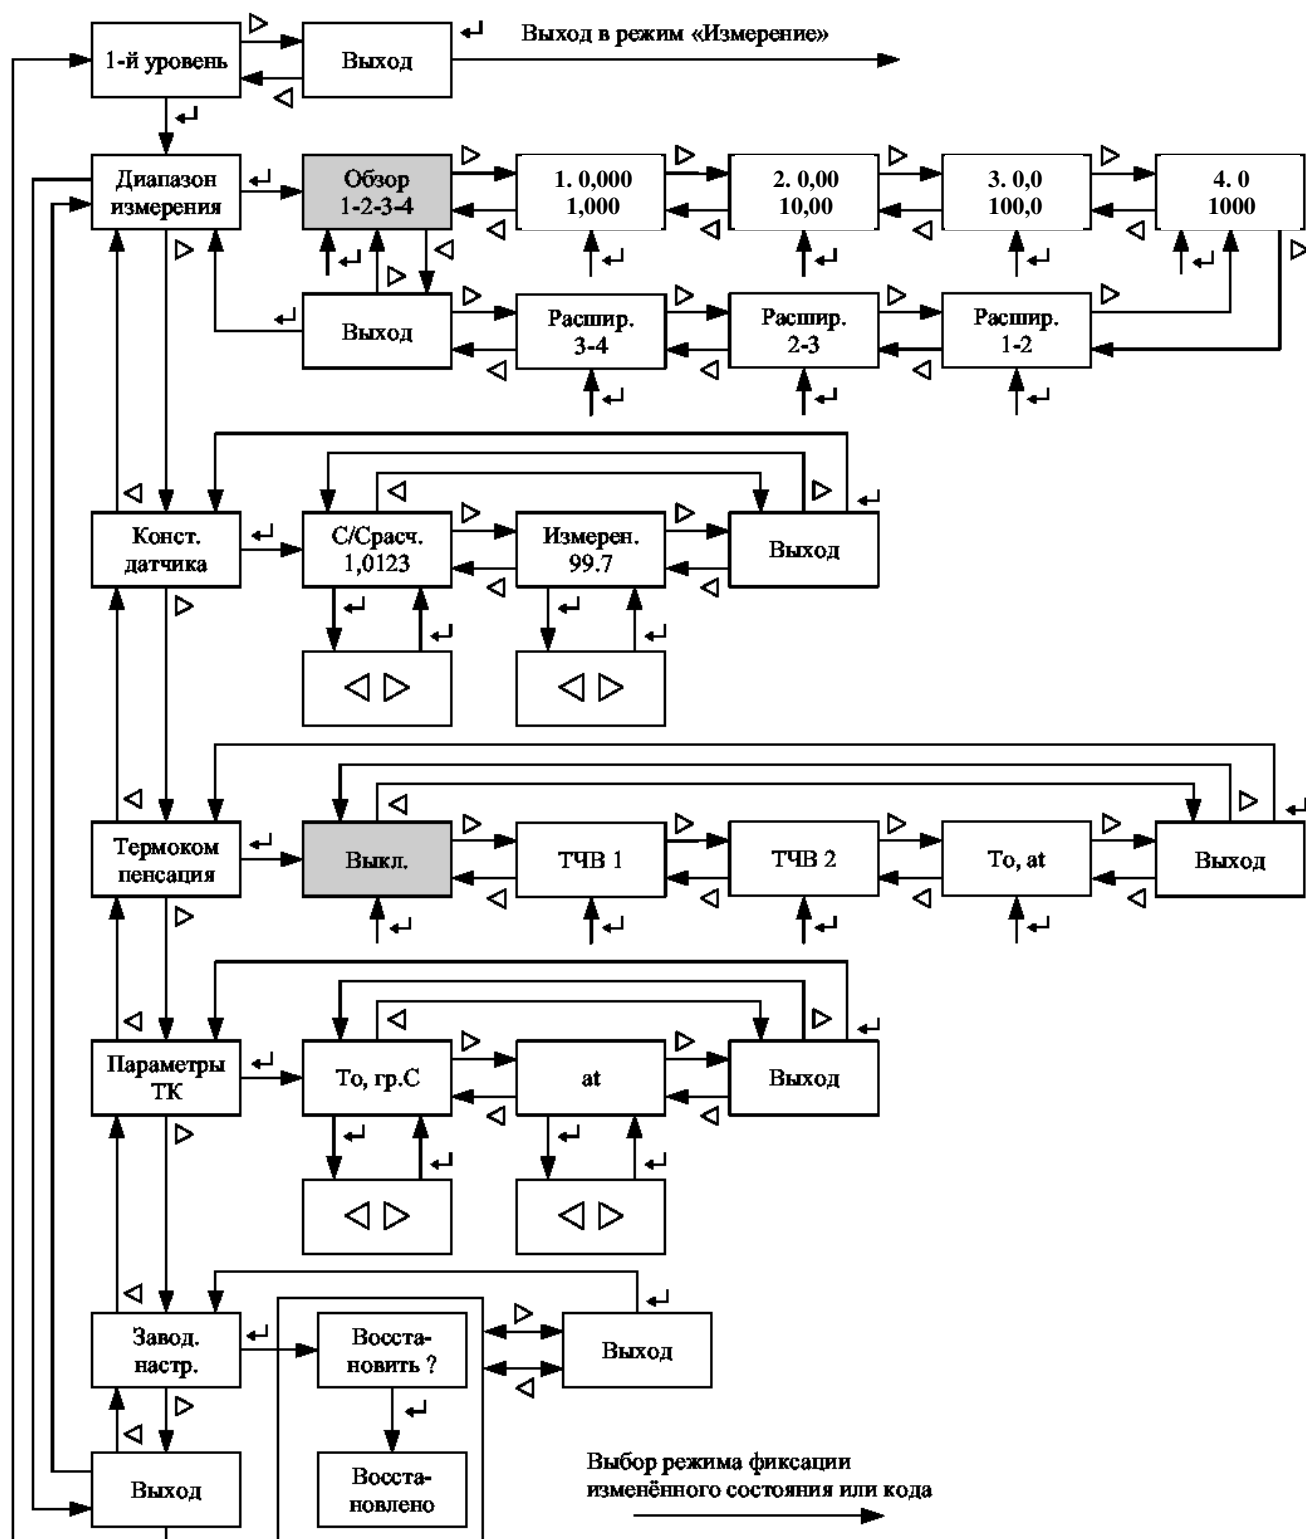 Выход в режим «Измерение»
1-й уровень
Выход
Диапазон
измерения
Обзор
1-2-3-4
1. 0,000
1,000
2. 0,00
10,00
3. 0,0
100,0
4. 0
1000
Выход
Расшир.
3-4
Расшир.
2-3
Расшир.
1-2
Конст.
датчика
С/Срасч.
1,0123
Измерен.
99.7
Выход
Термоком
пенсация
Выкл.
ТЧВ 1
ТЧВ 2
То, at
Выход
Параметры
ТК
То, гр.С
at
Выход
Завод.
настр.
Восста-
новить ?
Выход
Выход
Восста-
новлено
Выбор режима фиксации
изменённого состояния или кода